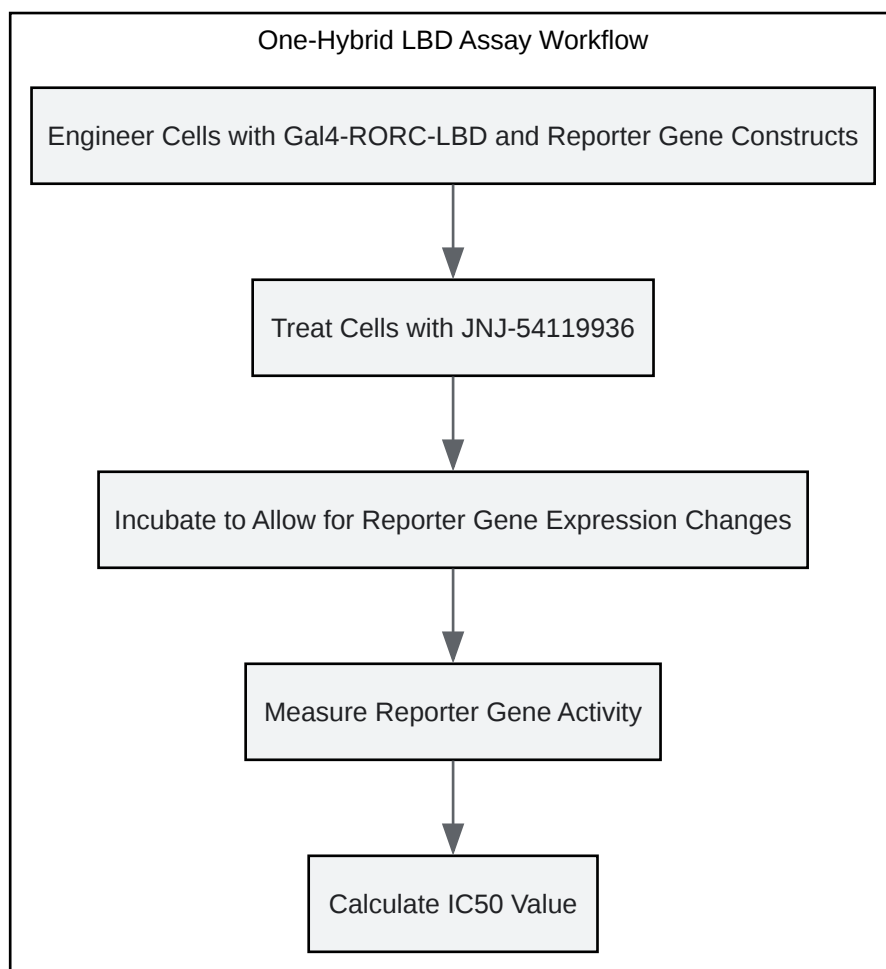 One-Hybrid LBD Assay Workflow
Engineer Cells with Gal4-RORC-LBD and Reporter Gene Constructs
Treat Cells with JNJ-54119936
Incubate to Allow for Reporter Gene Expression Changes
Measure Reporter Gene Activity
Calculate IC50 Value